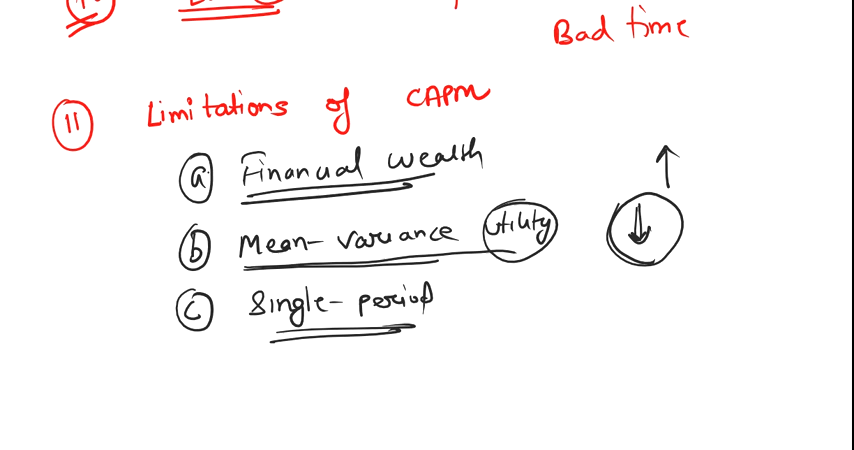 Bad time
11 Limitations of CAPM
a Financial wealth
b Mean-variance utility
c Single-period